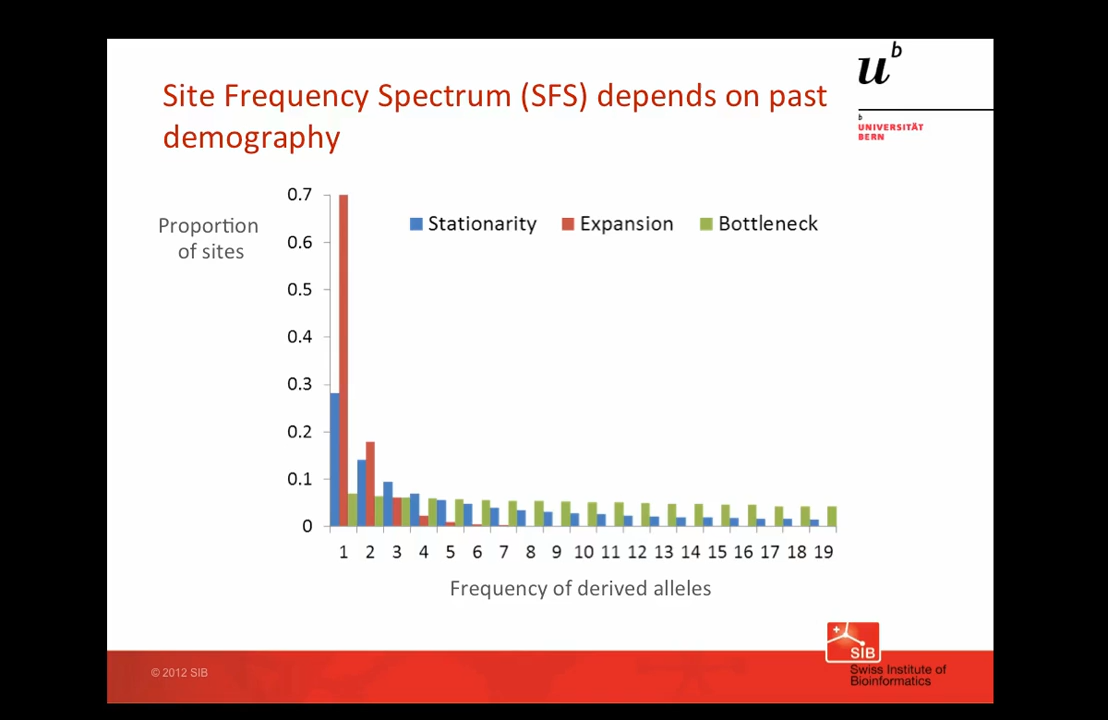 Site Frequency Spectrum (SFS) depends on past
demography
u b
b
UNIVERSITÄT
BERN
Proportion
of sites
0.7
0.6
0.5
0.4
0.3
0.2
0.1
0
Stationarity Expansion Bottleneck
1 2 3 4 5 6 7 8 9 10 11 12 13 14 15 16 17 18 19
Frequency of derived alleles
© 2012 SIB
SIB
Swiss Institute of
Bioinformatics